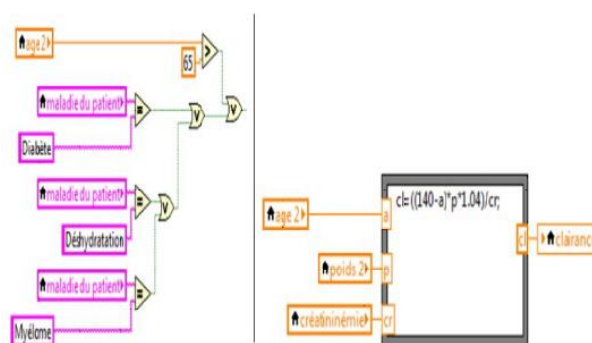 age 2
65
maladie du patient
Diabète
maladie du patient
Déshydratation
maladie du patient
Myélome
cl=((140-a)*p*1.04)/cr;
age 2
a
poids 2
p
créatininémie
cr
cl
clairanc